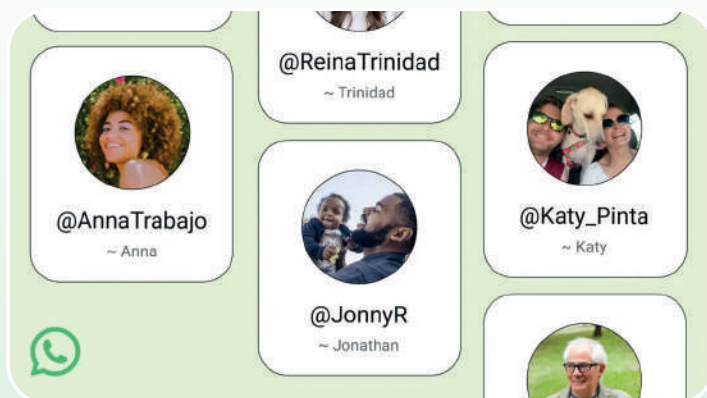 @AnnaTrabajo
~ Anna
@ReinaTrinidad
~ Trinidad
@JonnyR
~ Jonathan
@Katy_Pinta
~ Katy